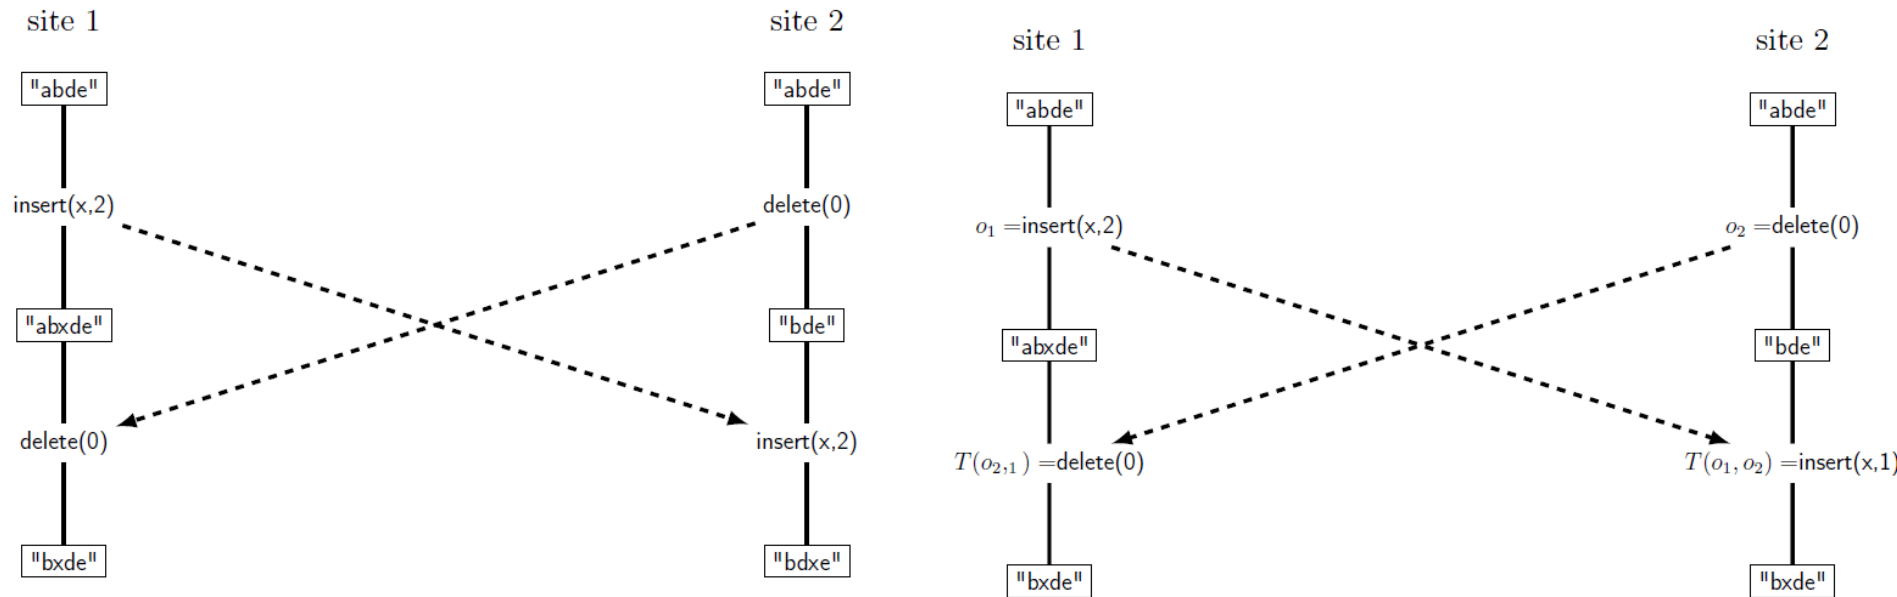 site 1
site 2
"abde"
"abde"
insert(x,2)
delete(0)
"abxde"
"bde"
delete(0)
insert(x,2)
"bxde"
"bdxe"
site 1
site 2
"abde"
"abde"
o₁ =insert(x,2)
o₂ =delete(0)
"abxde"
"bde"
T(o₂,₁ ) =delete(0)
T(o₁, o₂) =insert(x,1)
"bxde"
"bxde"